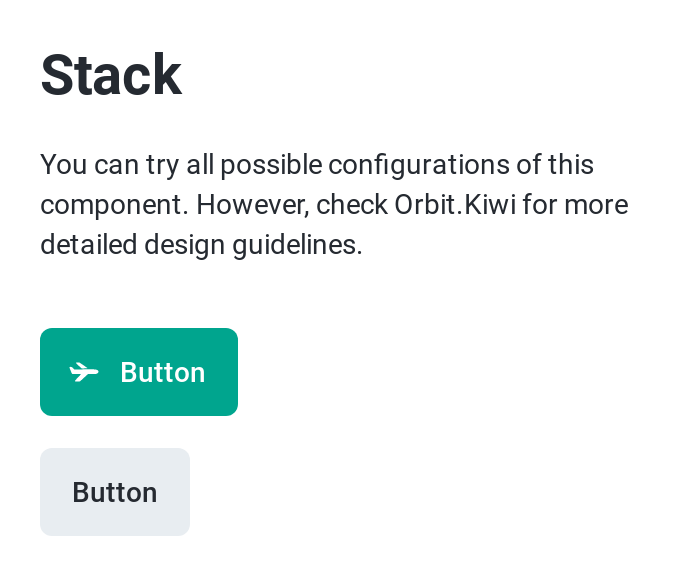 Stack
You can try all possible configurations of this
component. However, check Orbit.Kiwi for more
detailed design guidelines.
Button
Button